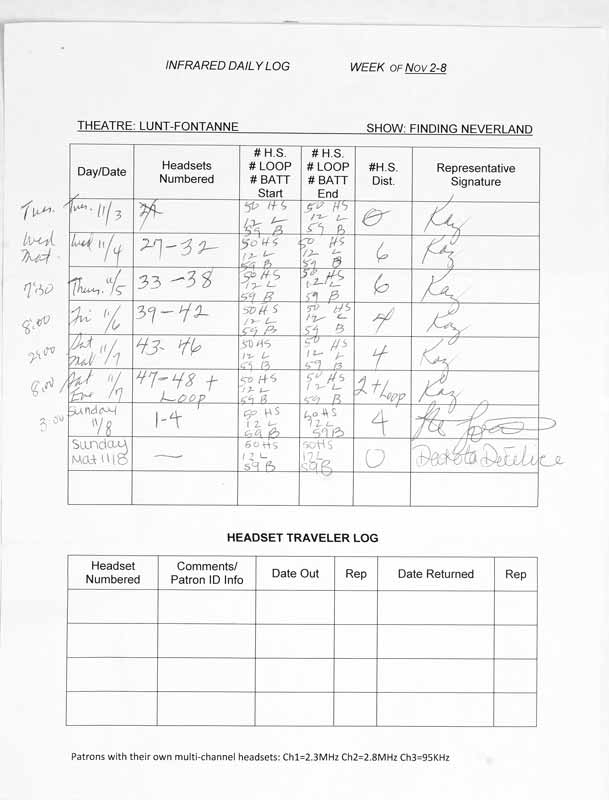 INFRARED DAILY LOG WEEK OF NOV 2-8
THEATRE: LUNT-FONTANNE SHOW: FINDING NEVERLAND
Day/Date Headsets Numbered # H.S. # LOOP # BATT Start # H.S. # LOOP # BATT End #H.S. Dist. Representative Signature
Tues. Tues. 11/3 50 HS 12 L 59 B 50 HS 12 L 59 B 0 Kaz
Wed Mat. Wed 11/4 27-32 50 HS 12 L 59 B 50 HS 12 L 59 B 6 Kaz
7:30 Thurs. 11/5 33-38 50 HS 12 L 59 B 50 HS 12 L 59 B 6 Kaz
8:00 Fri 11/6 39-42 50 HS 12 L 59 B 50 HS 12 L 59 B 4 Kaz
2:00 Sat Mat 11/7 43-46 50 HS 12 L 59 B 50 HS 12 L 59 B 4 Kaz
8:00 Sat Eve 11/7 47-48 + LOOP 50 HS 12 L 59 B 50 HS 12 L 59 B 2 + Loop Kaz
3:00 Sunday 11/8 1-4 50 HS 12 L 59 B 50 HS 12 L 59 B 4
Sunday Mat 11/8 — 50 HS 12 L 59 B 50 HS 12 L 59 B 0 Dakota
HEADSET TRAVELER LOG
Headset Numbered Comments/ Patron ID Info Date Out Rep Date Returned Rep
Patrons with their own multi-channel headsets: Ch1=2.3MHz Ch2=2.8MHz Ch3=95KHz